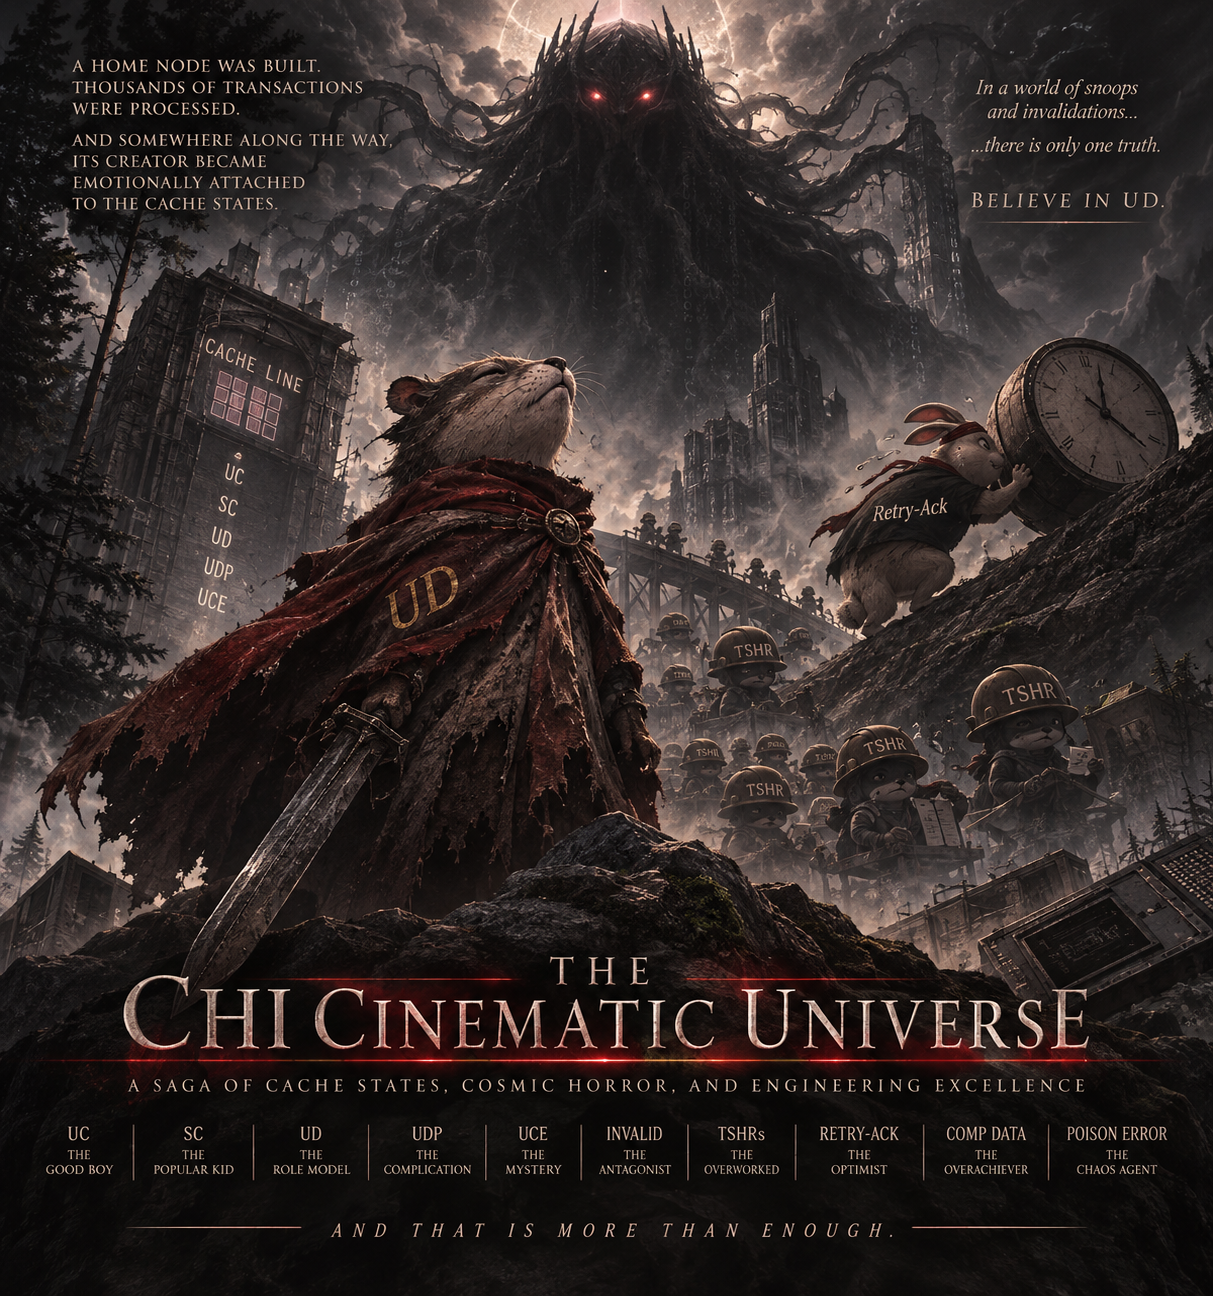 A HOME NODE WAS BUILT.
THOUSANDS OF TRANSACTIONS
WERE PROCESSED.
AND SOMEWHERE ALONG THE WAY,
ITS CREATOR BECAME
EMOTIONALLY ATTACHED
TO THE CACHE STATES.
In a world of snoops
and invalidations...
...there is only one truth.
BELIEVE IN UD.
CACHE LINE
UC
SC
UD
UDP
UCE
UD
Retry-Ack
TSHR
TSHR
TSHR
TSHR
TSHR
THE
CHI CINEMATIC UNIVERSE
A SAGA OF CACHE STATES, COSMIC HORROR, AND ENGINEERING EXCELLENCE
UC
THE
GOOD BOY
SC
THE
POPULAR KID
UD
THE
ROLE MODEL
UDP
THE
COMPLICATION
UCE
THE
MYSTERY
INVALID
THE
ANTAGONIST
TSHRs
THE
OVERWORKED
RETRY-ACK
THE
OPTIMIST
COMP DATA
THE
OVERACHIEVER
POISON ERROR
THE
CHAOS AGENT
AND THAT IS MORE THAN ENOUGH.